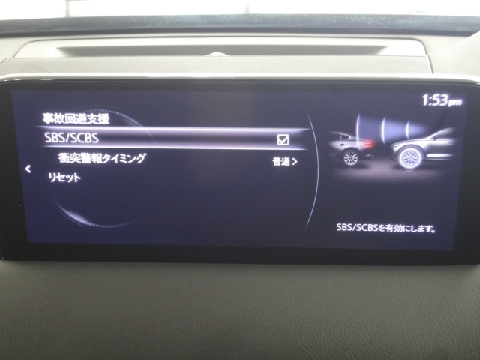 1:53pm
事故回避支援
SBS/SCBS
衝突警報タイミング 普通
リセット
SBS/SCBSを有効にします。